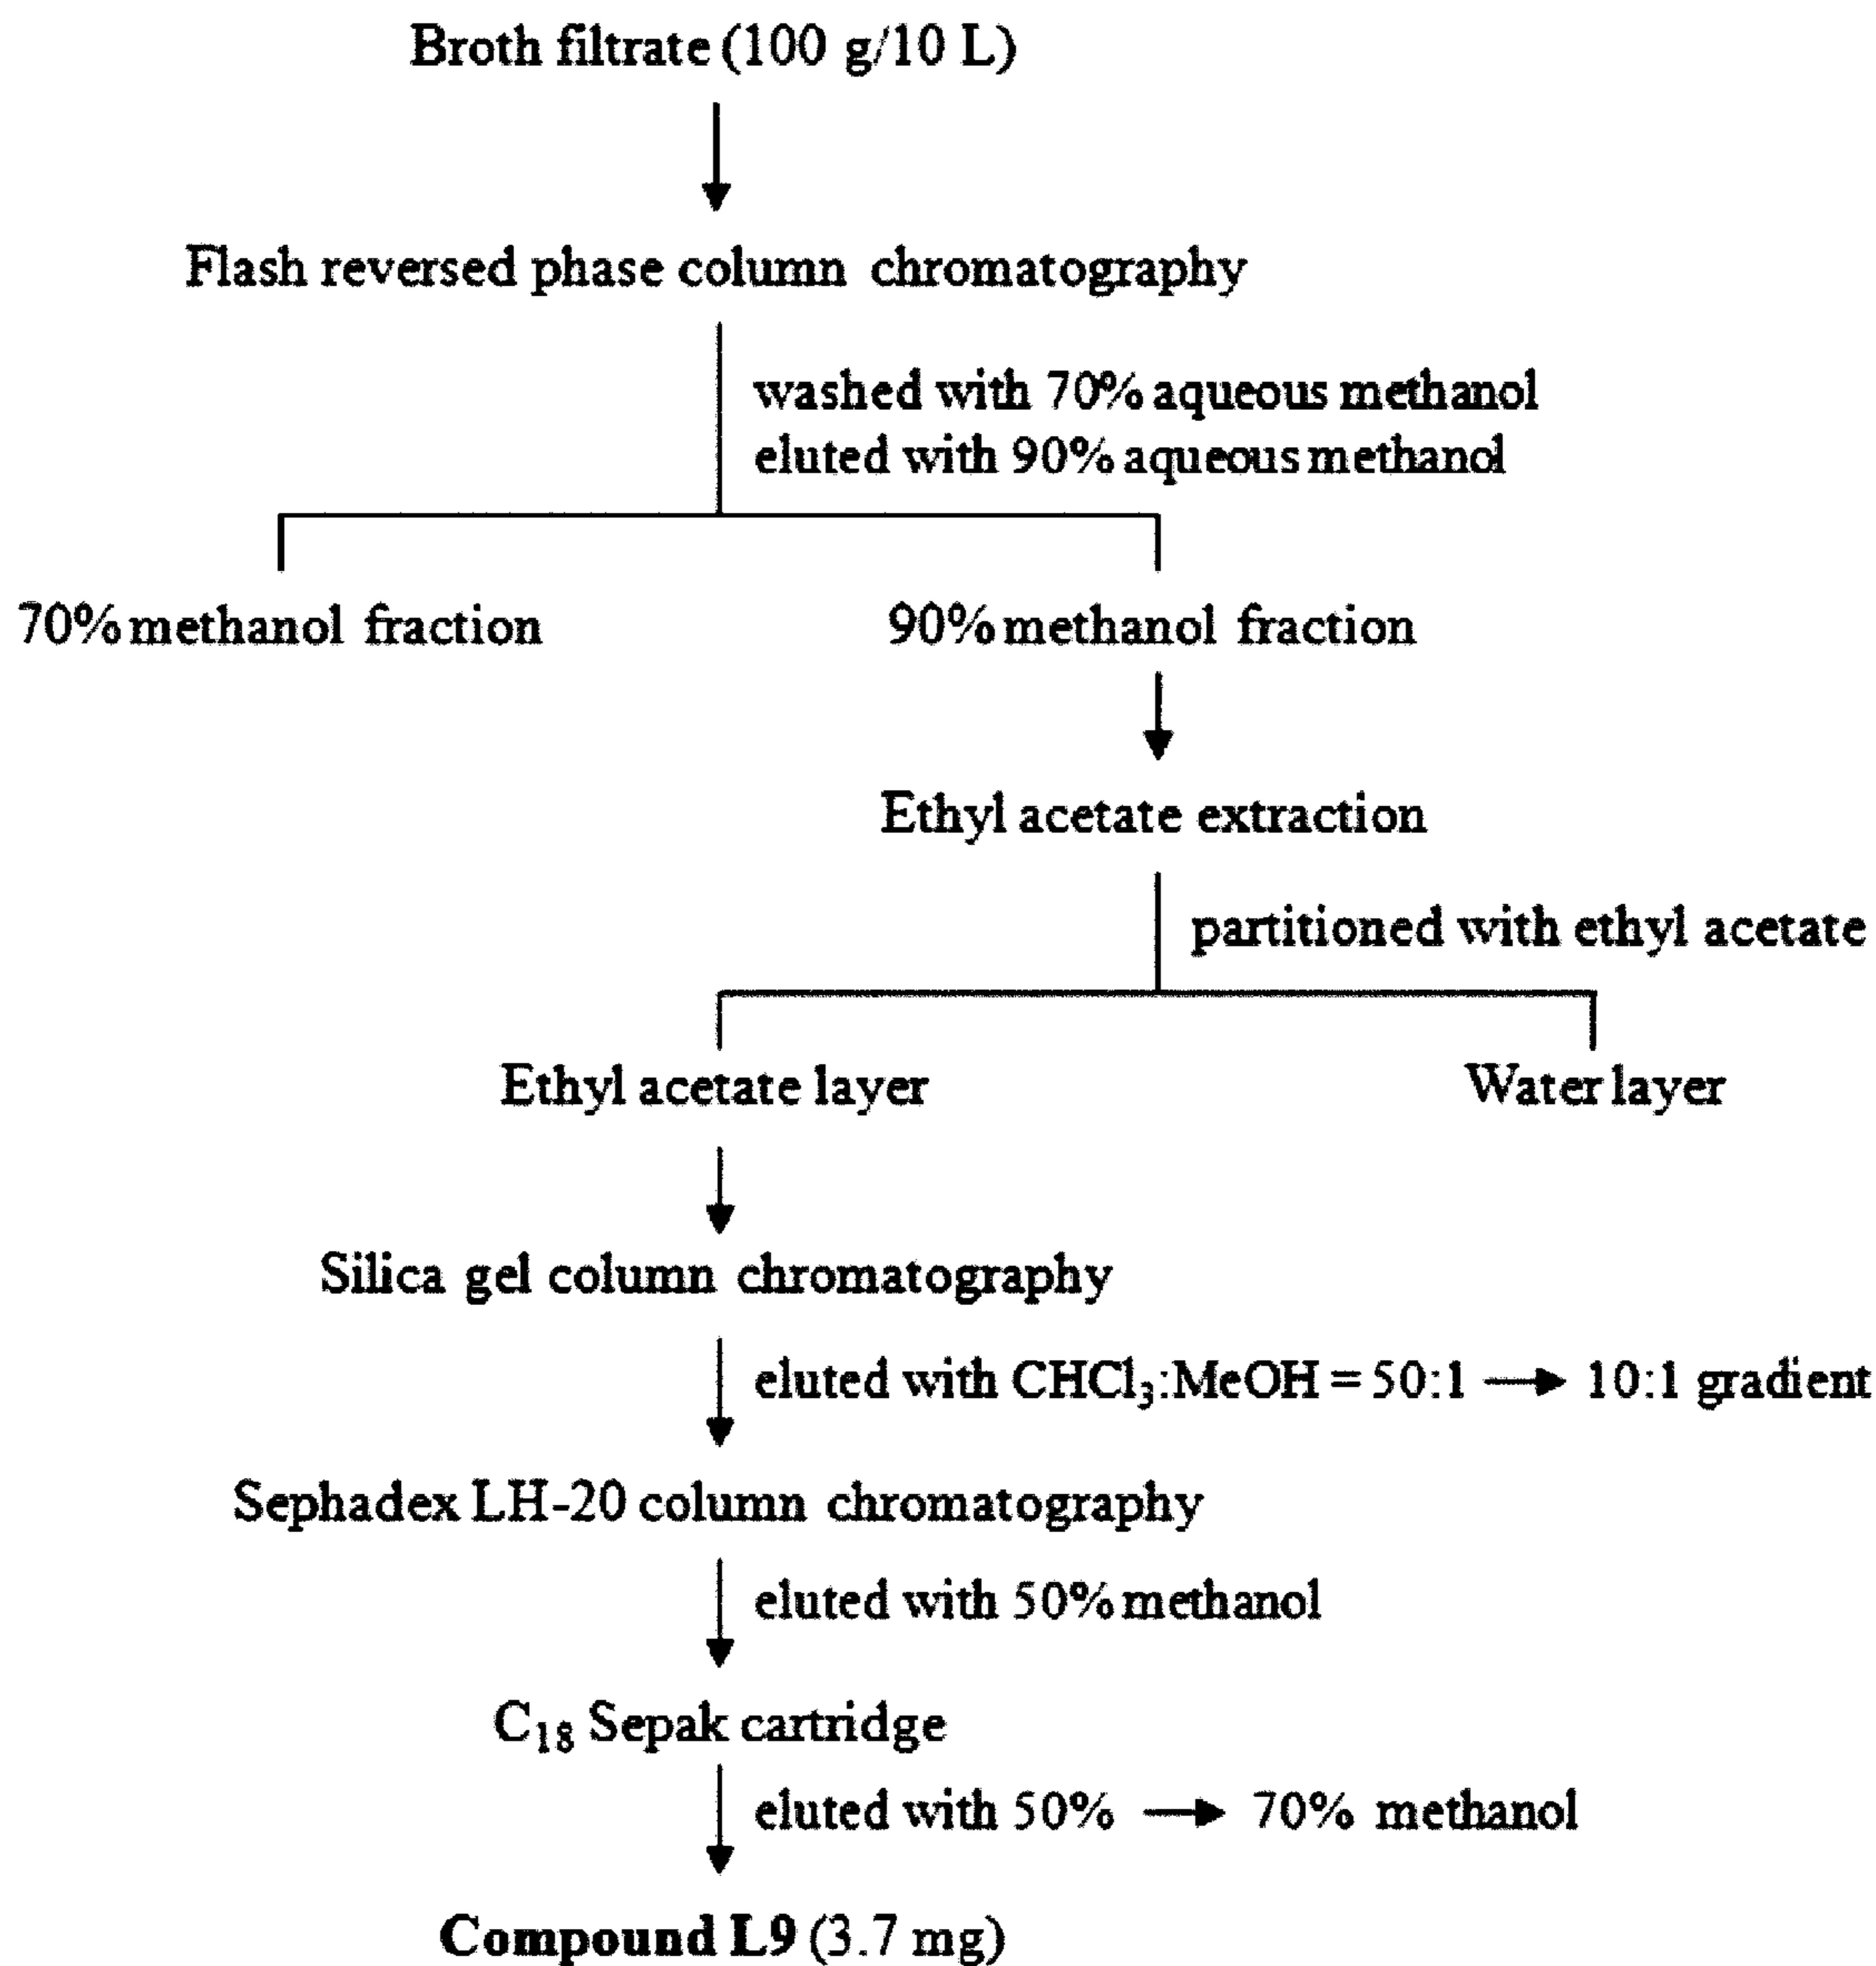 Broth filtrate (100 g/10 L)
Flash reversed phase column chromatography
washed with 70% aqueous methanol
eluted with 90% aqueous methanol
70% methanol fraction
90% methanol fraction
Ethyl acetate extraction
partitioned with ethyl acetate
Ethyl acetate layer
Water layer
Silica gel column chromatography
eluted with CHCl₃:MeOH = 50:1 → 10:1 gradient
Sephadex LH-20 column chromatography
eluted with 50% methanol
C₁₈ Sepak cartridge
eluted with 50% → 70% methanol
Compound L9 (3.7 mg)